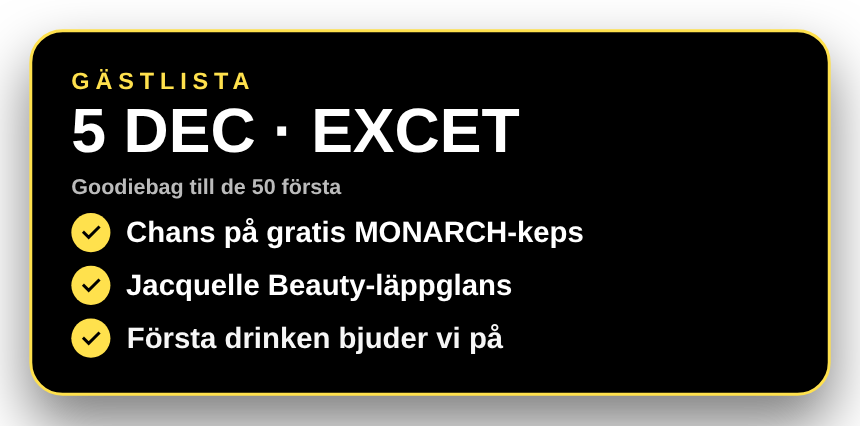 GÄSTLISTA
5 DEC · EXCET
Goodiebag till de 50 första
Chans på gratis MONARCH-keps
Jacquelle Beauty-läppglans
Första drinken bjuder vi på